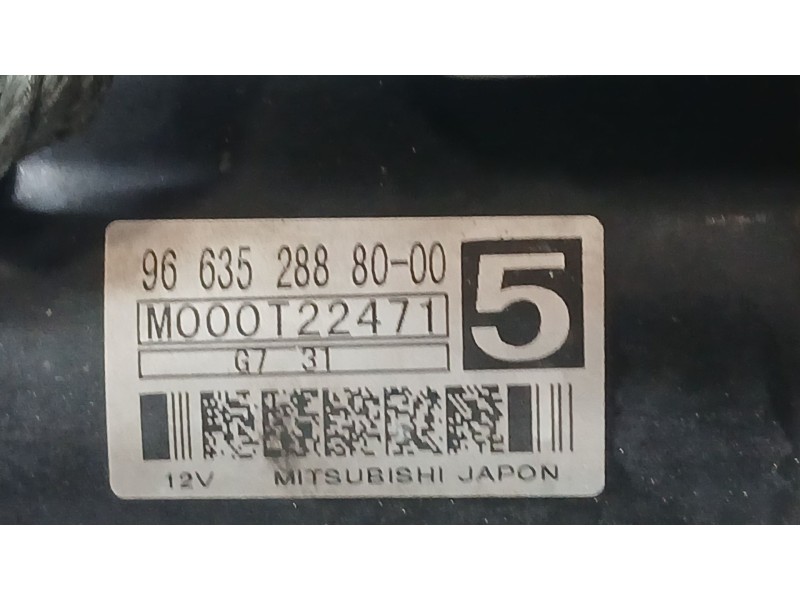 96 635 288 80-00
5
M000T22471
G7 31
12V MITSUBISHI JAPON